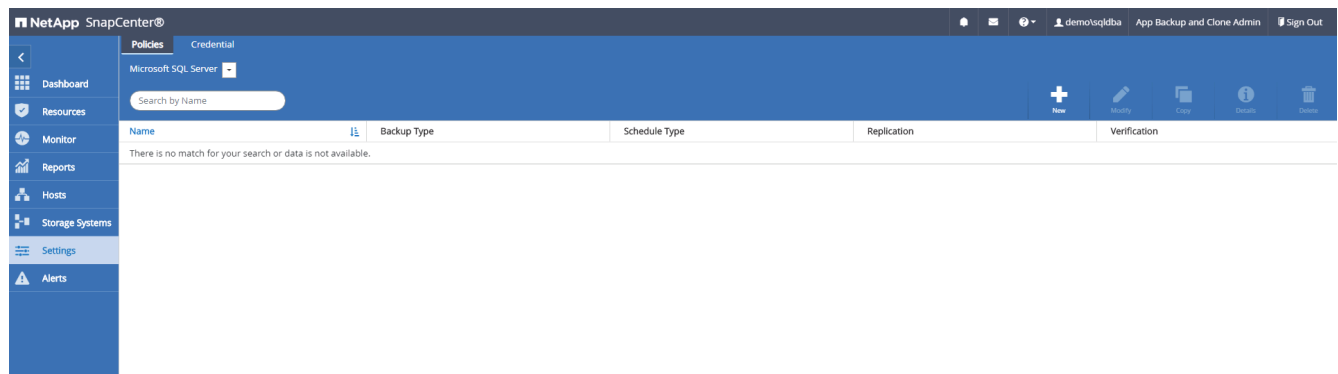 NetApp SnapCenter®
demo\sqldba App Backup and Clone Admin Sign Out
Policies Credential
Microsoft SQL Server
Search by Name
New Modify Copy Details Delete
Dashboard
Resources
Monitor
Reports
Hosts
Storage Systems
Settings
Alerts
Name Backup Type Schedule Type Replication Verification
There is no match for your search or data is not available.